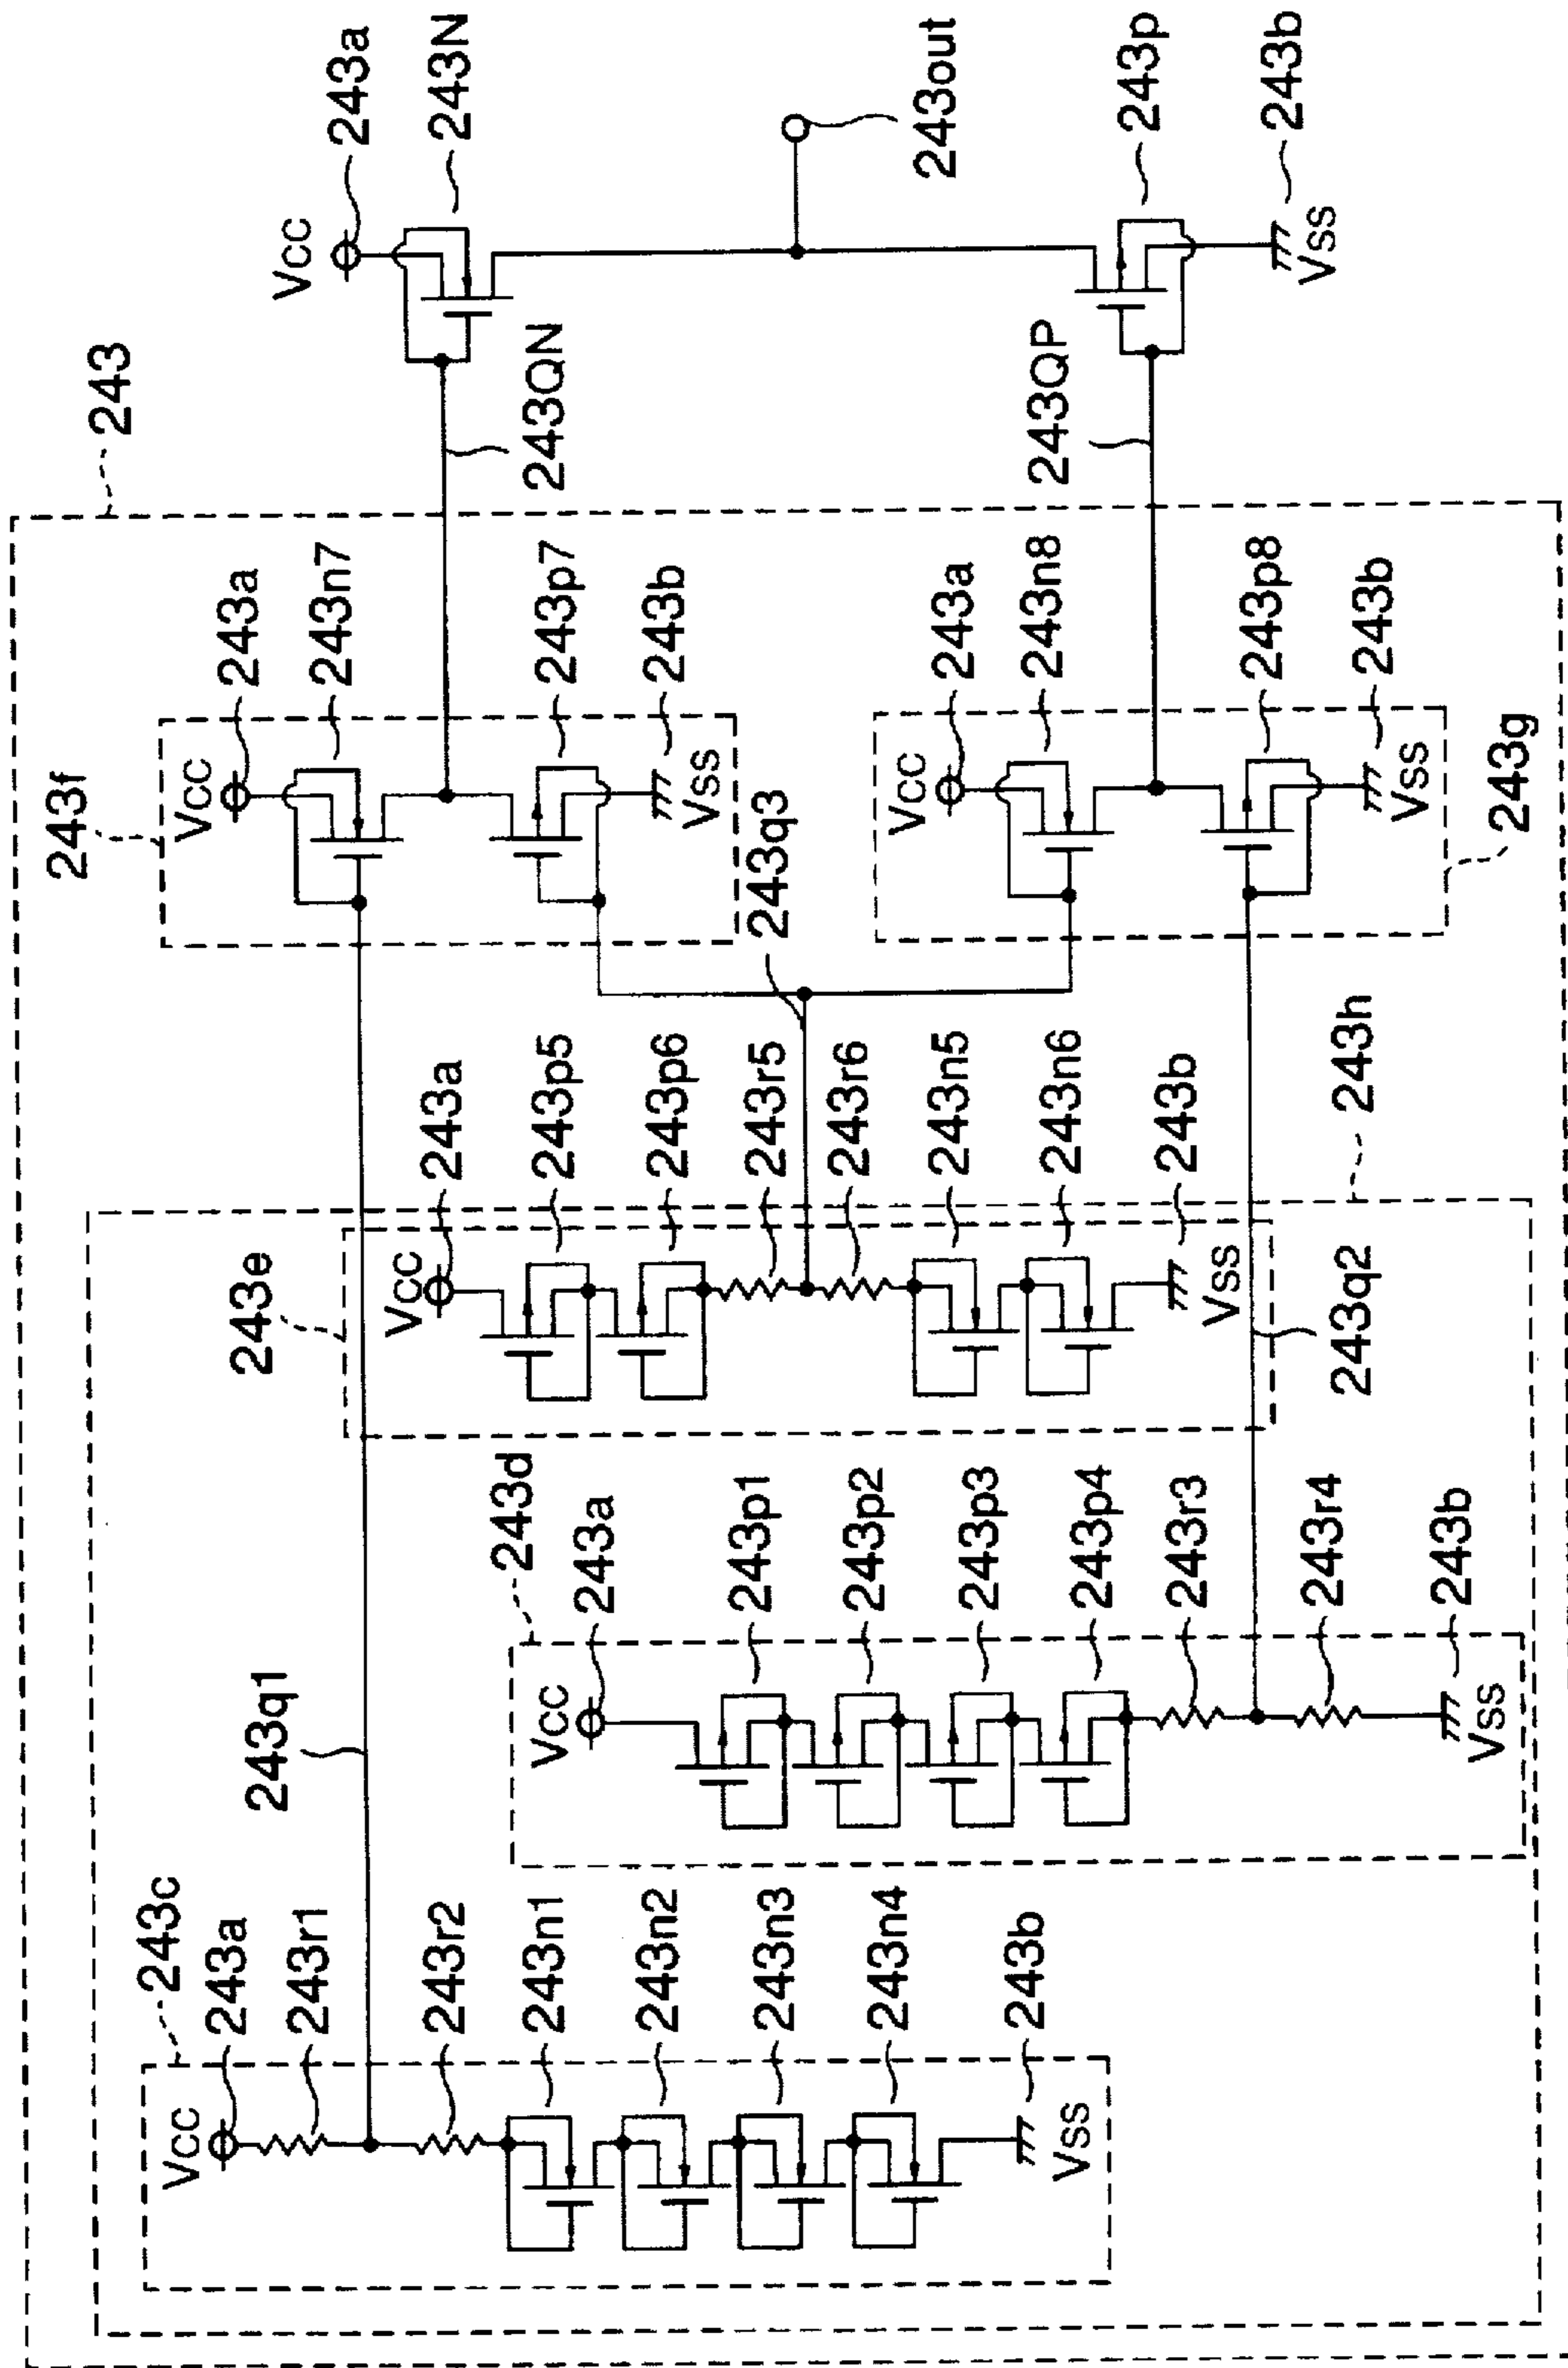 243
243h
243c
VCC
243a
243r1
243r2
243n1
243n2
243n3
243n4
243b
VSS
243q1
243d
VCC
243a
243p1
243p2
243p3
243p4
243r3
243r4
243b
VSS
243e
VCC
243a
243p5
243p6
243r5
243r6
243n5
243n6
243b
VSS
243q2
243q3
243f
VCC
243a
243n7
243p7
243b
VSS
VCC
243a
243n8
243p8
243b
VSS
243g
243QN
243QP
VCC
243a
243N
243out
243p
243b
VSS